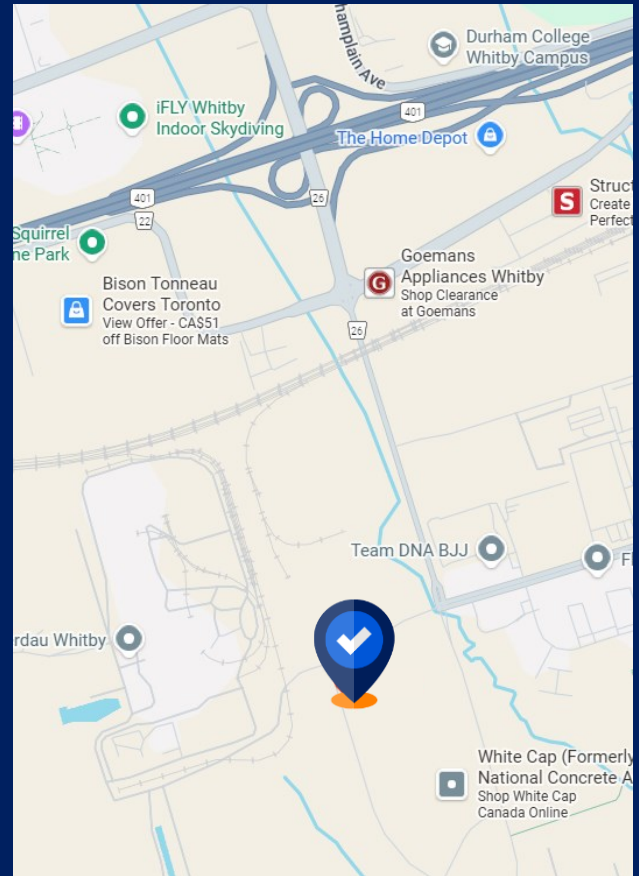 Durham College
Whitby Campus
hamplain Ave
iFLY Whitby
Indoor Skydiving
401
The Home Depot
401
22
26
Struct
Create
Perfect
S
Squirrel
ne Park
Goemans
Appliances Whitby
Shop Clearance
at Goemans
G
Bison Tonneau
Covers Toronto
View Offer - CA$51
off Bison Floor Mats
26
Team DNA BJJ
Fl
erdau Whitby
White Cap (Formerly
National Concrete A
Shop White Cap
Canada Online